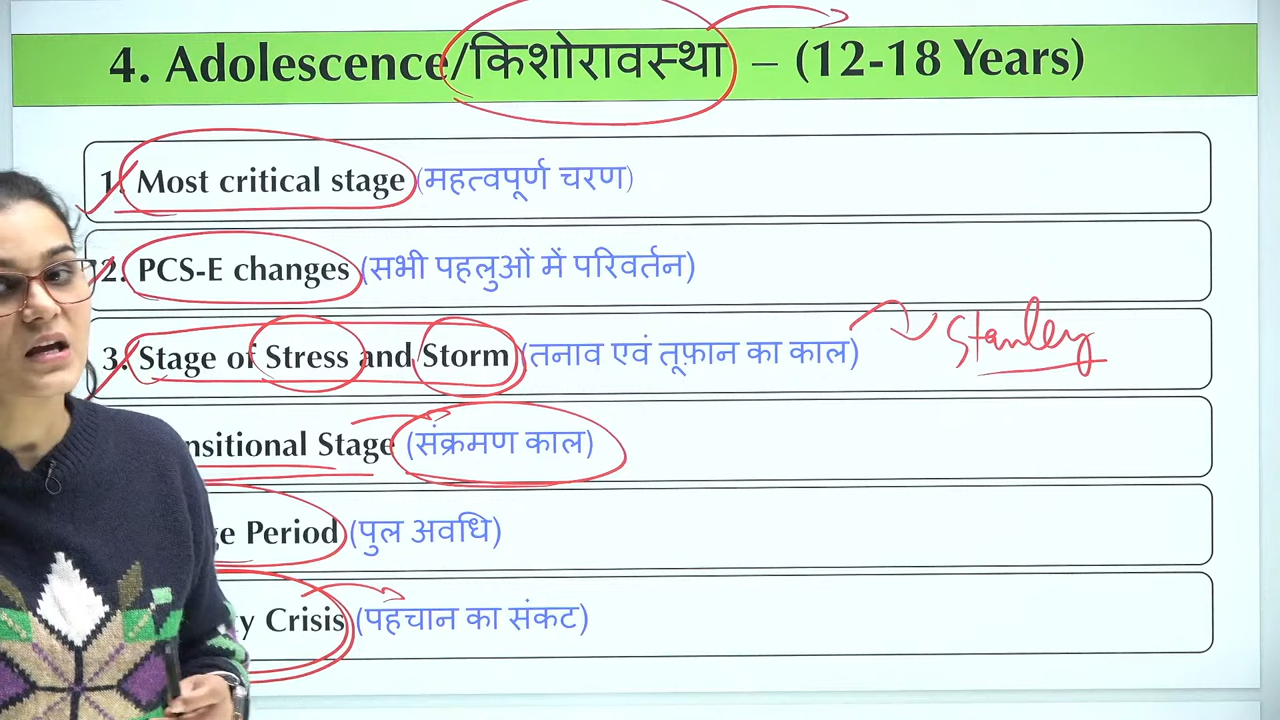 4. Adolescence/किशोरावस्था – (12-18 Years)
1. Most critical stage (महत्वपूर्ण चरण)
2. PCS-E changes (सभी पहलुओं में परिवर्तन)
3. Stage of Stress and Storm (तनाव एवं तूफ़ान का काल) Stanley
nsitional Stage (संक्रमण काल)
ge Period (पुल अवधि)
y Crisis (पहचान का संकट)